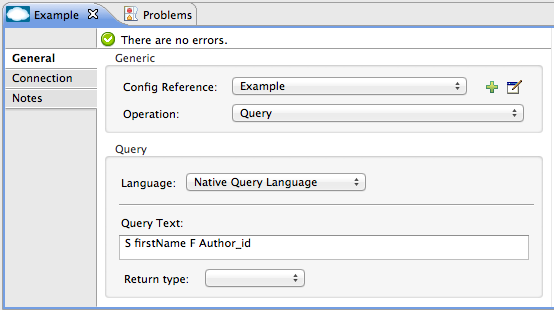 Example Problems
There are no errors.
General
Connection
Notes
Generic
Config Reference: Example
Operation: Query
Query
Language: Native Query Language
Query Text:
S firstName F Author_id
Return type: